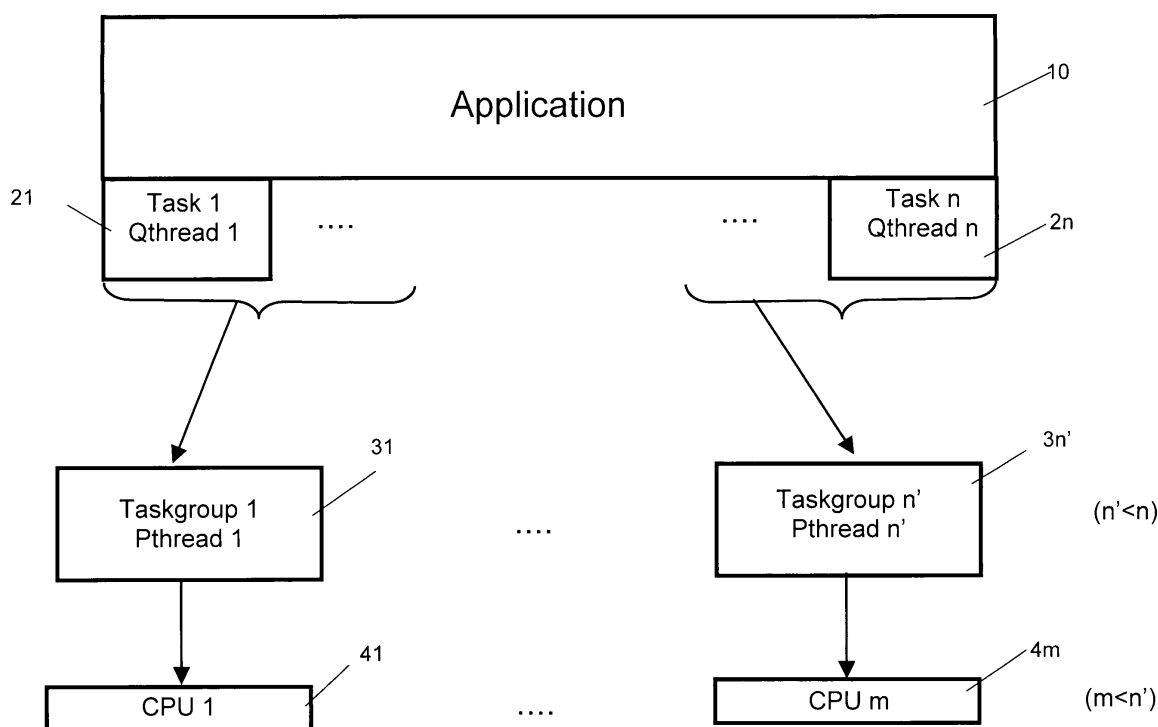 10
Application
21
Task 1
Qthread 1
....
....
Task n
Qthread n
2n
31
3n’
Taskgroup 1
Pthread 1
....
Taskgroup n’
Pthread n’
(n’<n)
41
4m
CPU 1
....
CPU m
(m<n’)